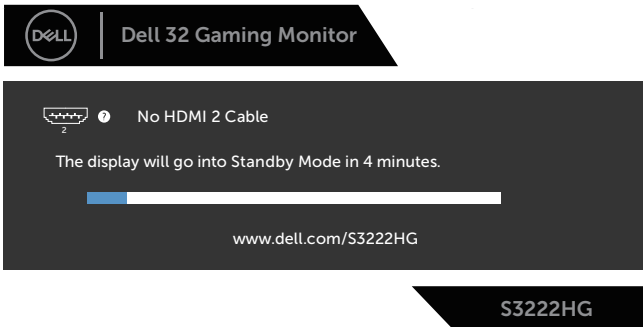 DELL
Dell 32 Gaming Monitor
2
? No HDMI 2 Cable
The display will go into Standby Mode in 4 minutes.
www.dell.com/S3222HG
S3222HG